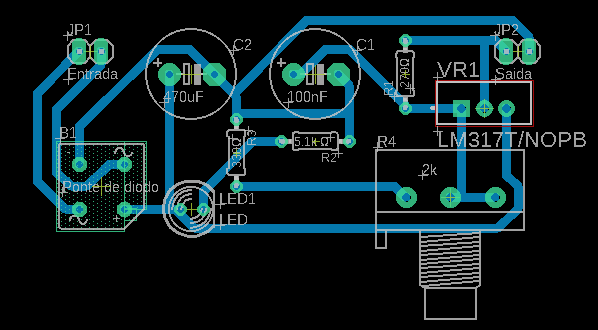 JP1
Entrada
C2
470uF
C1
100nF
R1
270Ω
JP2
Saida
VR1
LM317T/NOPB
B1
Ponte de diodo
R3
330Ω
5.1kΩ
R2
R4
2k
LED1
LED